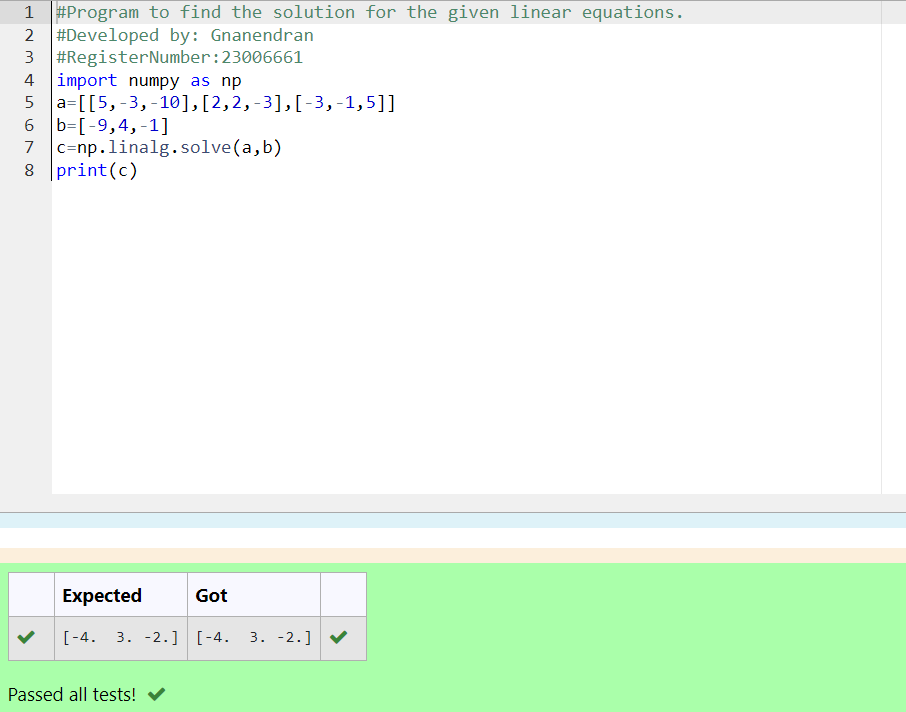 1 #Program to find the solution for the given linear equations.
2 #Developed by: Gnanendran
3 #RegisterNumber:23006661
4 import numpy as np
5 a=[[5,-3,-10],[2,2,-3],[-3,-1,5]]
6 b=[-9,4,-1]
7 c=np.linalg.solve(a,b)
8 print(c)
Expected Got
[-4.  3. -2.] [-4.  3. -2.]
Passed all tests!